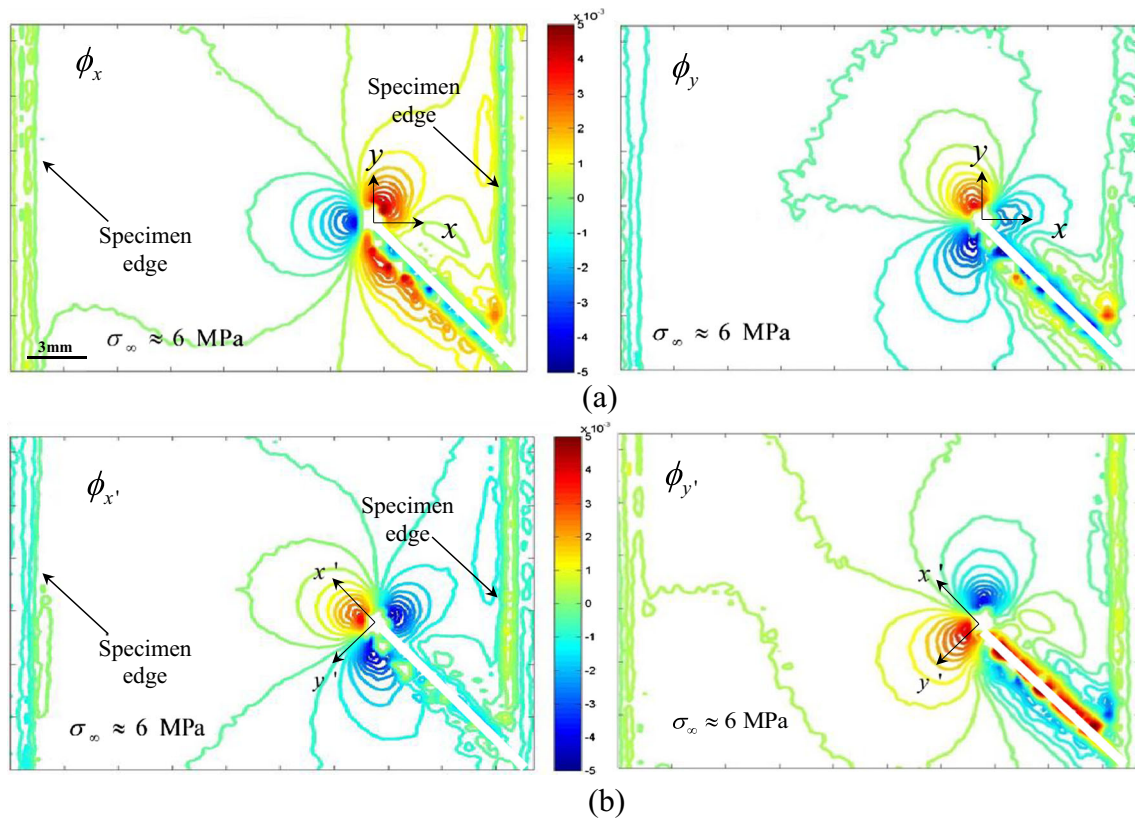 ×10⁻³
ϕx
Specimen
edge
y
x
Specimen
edge
σ∞ ≈ 6 MPa
3mm
5
4
3
2
1
0
-1
-2
-3
-4
-5
ϕy
y
x
σ∞ ≈ 6 MPa
(a)
×10⁻³
ϕx'
Specimen
edge
x'
y'
Specimen
edge
σ∞ ≈ 6 MPa
5
4
3
2
1
0
-1
-2
-3
-4
-5
ϕy'
x'
y'
σ∞ ≈ 6 MPa
(b)